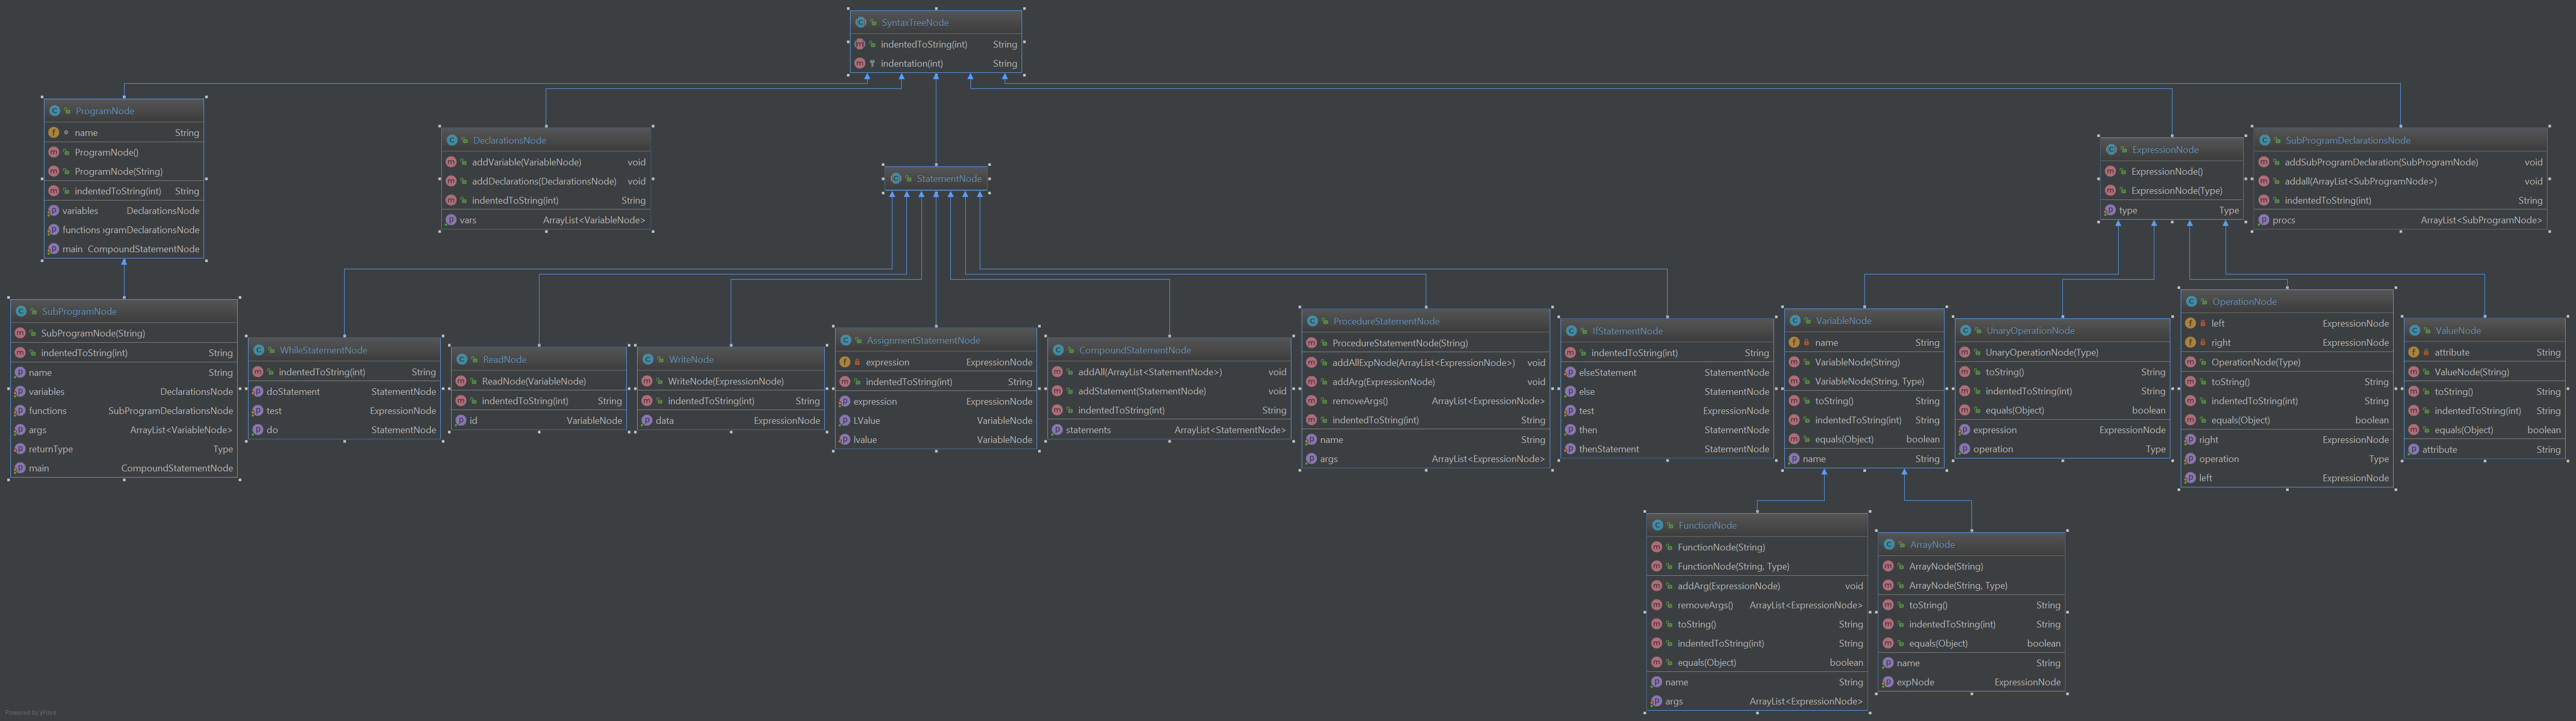 SyntaxTreeNode
indentedToString(int) String
indentation(int) String
ProgramNode
name String
ProgramNode()
ProgramNode(String)
indentedToString(int) String
variables DeclarationsNode
functions ogramDeclarationsNode
main CompoundStatementNode
DeclarationsNode
addVariable(VariableNode) void
addDeclarations(DeclarationsNode) void
indentedToString(int) String
vars ArrayList<VariableNode>
StatementNode
ExpressionNode
ExpressionNode()
ExpressionNode(Type)
type Type
SubProgramDeclarationsNode
addSubProgramDeclaration(SubProgramNode) void
addall(ArrayList<SubProgramNode>) void
indentedToString(int) String
procs ArrayList<SubProgramNode>
SubProgramNode
SubProgramNode(String)
indentedToString(int) String
name String
variables DeclarationsNode
functions SubProgramDeclarationsNode
args ArrayList<VariableNode>
returnType Type
main CompoundStatementNode
WhileStatementNode
indentedToString(int) String
doStatement StatementNode
test ExpressionNode
do StatementNode
ReadNode
ReadNode(VariableNode)
indentedToString(int) String
id VariableNode
WriteNode
WriteNode(ExpressionNode)
indentedToString(int) String
data ExpressionNode
AssignmentStatementNode
expression ExpressionNode
indentedToString(int) String
expression ExpressionNode
LValue VariableNode
lvalue VariableNode
CompoundStatementNode
addAll(ArrayList<StatementNode>) void
addStatement(StatementNode) void
indentedToString(int) String
statements ArrayList<StatementNode>
ProcedureStatementNode
ProcedureStatementNode(String)
addAllExpNode(ArrayList<ExpressionNode>) void
addArg(ExpressionNode) void
removeArgs() ArrayList<ExpressionNode>
indentedToString(int) String
name String
args ArrayList<ExpressionNode>
IfStatementNode
indentedToString(int) String
elseStatement StatementNode
else StatementNode
test ExpressionNode
then StatementNode
thenStatement StatementNode
VariableNode
name String
VariableNode(String)
VariableNode(String, Type)
toString() String
indentedToString(int) String
equals(Object) boolean
name String
UnaryOperationNode
UnaryOperationNode(Type)
toString() String
indentedToString(int) String
equals(Object) boolean
expression ExpressionNode
operation Type
OperationNode
left ExpressionNode
right ExpressionNode
OperationNode(Type)
toString() String
indentedToString(int) String
equals(Object) boolean
right ExpressionNode
operation Type
left ExpressionNode
ValueNode
attribute String
ValueNode(String)
toString() String
indentedToString(int) String
equals(Object) boolean
attribute String
FunctionNode
FunctionNode(String)
FunctionNode(String, Type)
addArg(ExpressionNode) void
removeArgs() ArrayList<ExpressionNode>
toString() String
indentedToString(int) String
equals(Object) boolean
name String
args ArrayList<ExpressionNode>
ArrayNode
ArrayNode(String)
ArrayNode(String, Type)
toString() String
indentedToString(int) String
equals(Object) boolean
name String
expNode ExpressionNode
Powered by yFiles